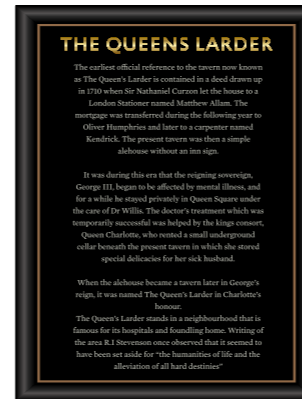 THE QUEENS LARDER
The earliest official reference to the tavern now known
as The Queen's Larder is contained in a deed drawn up
in 1710 when Sir Nathaniel Curzon let the house to a
London Stationer named Matthew Allam. The
mortgage was transferred during the following year to
Oliver Humphries and later to a carpenter named
Kendrick. The present tavern was then a simple
alehouse without an inn sign.
It was during this era that the reigning sovereign,
George III, began to be affected by mental illness, and
for a while he stayed privately in Queen Square under
the care of Dr Willis. The doctor's treatment which was
temporarily successful was helped by the kings consort,
Queen Charlotte, who rented a small underground
cellar beneath the present tavern in which she stored
special delicacies for her sick husband.
When the alehouse became a tavern later in George's
reign, it was named The Queen's Larder in Charlotte's
honour.
The Queen's Larder stands in a neighbourhood that is
famous for its hospitals and foundling home. Writing of
the area R.I Stevenson once observed that it seemed to
have been set aside for "the humanities of life and the
alleviation of all hard destinies"